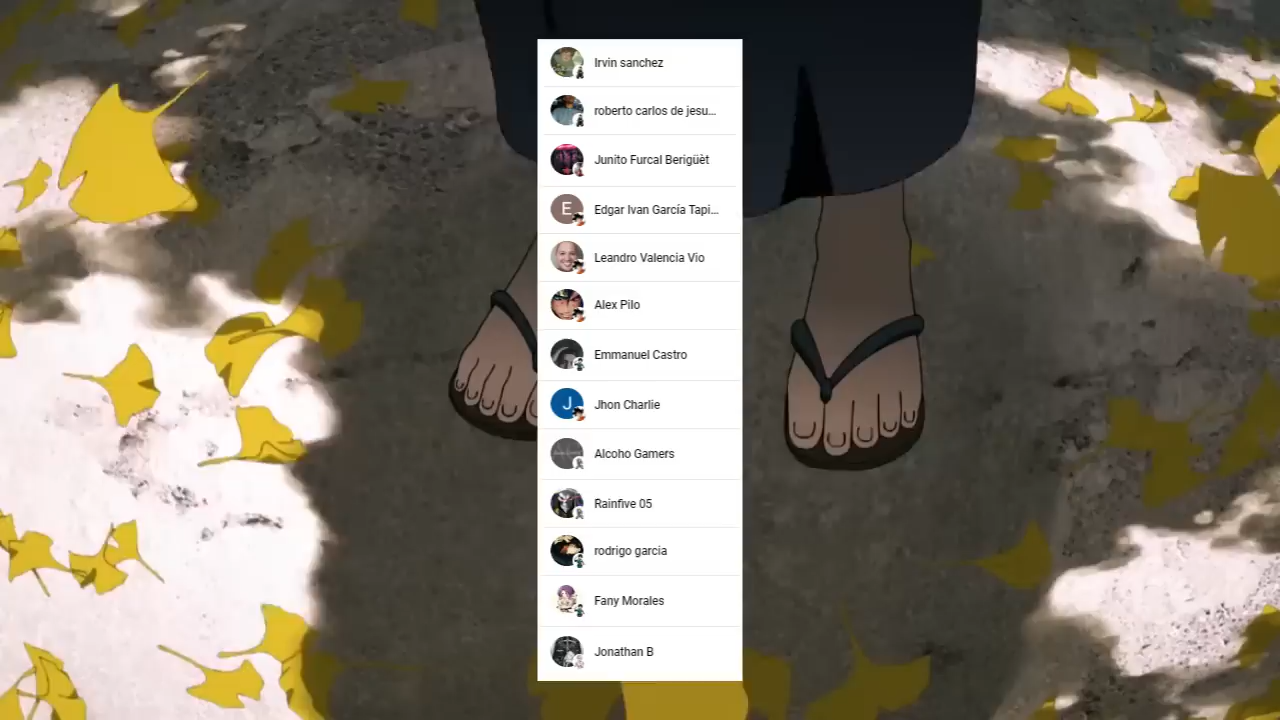 Irvin sanchez
roberto carlos de jesu...
Junito Furcal Berigüèt
E
Edgar Ivan García Tapi...
Leandro Valencia Vio
Alex Pilo
Emmanuel Castro
J
Jhon Charlie
Alcoho Gamers
Rainfive 05
rodrigo garcia
Fany Morales
Jonathan B